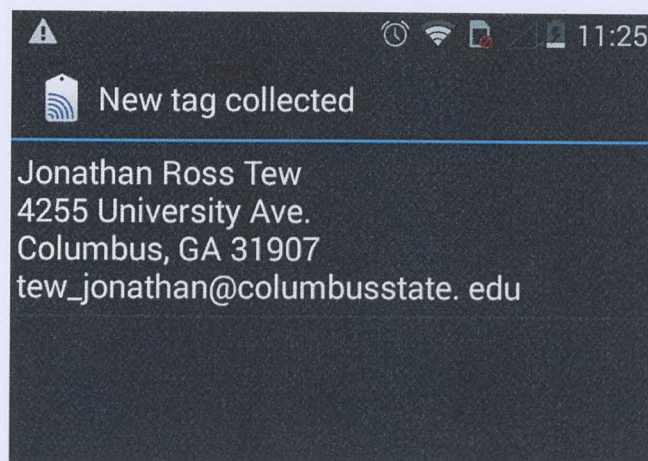 11:25
New tag collected
Jonathan Ross Tew
4255 University Ave.
Columbus, GA 31907
tew_jonathan@columbusstate. edu